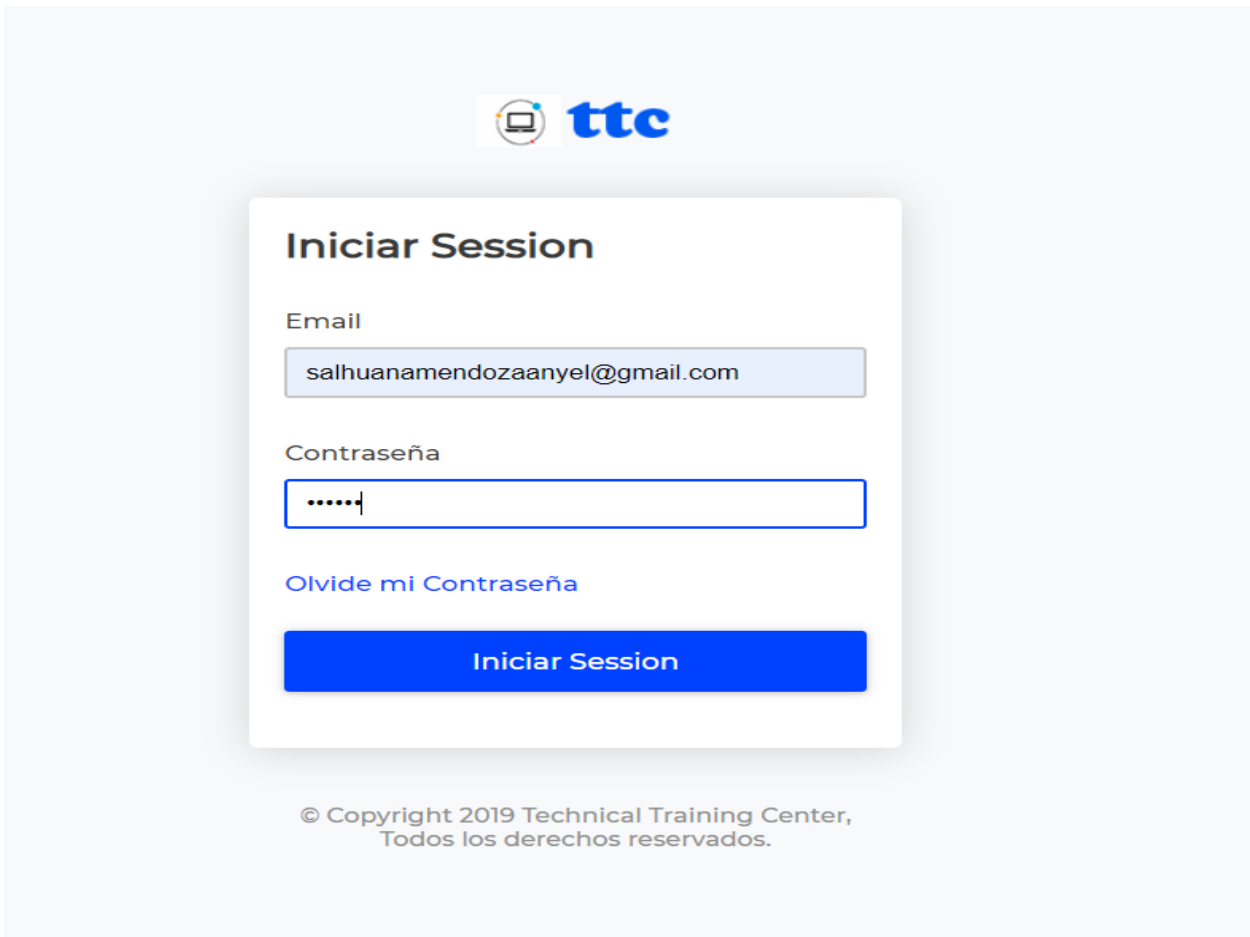 ttc
Iniciar Session
Email
salhuanamendozaanyel@gmail.com
Contraseña
••••••
Olvide mi Contraseña
Iniciar Session
© Copyright 2019 Technical Training Center,
Todos los derechos reservados.